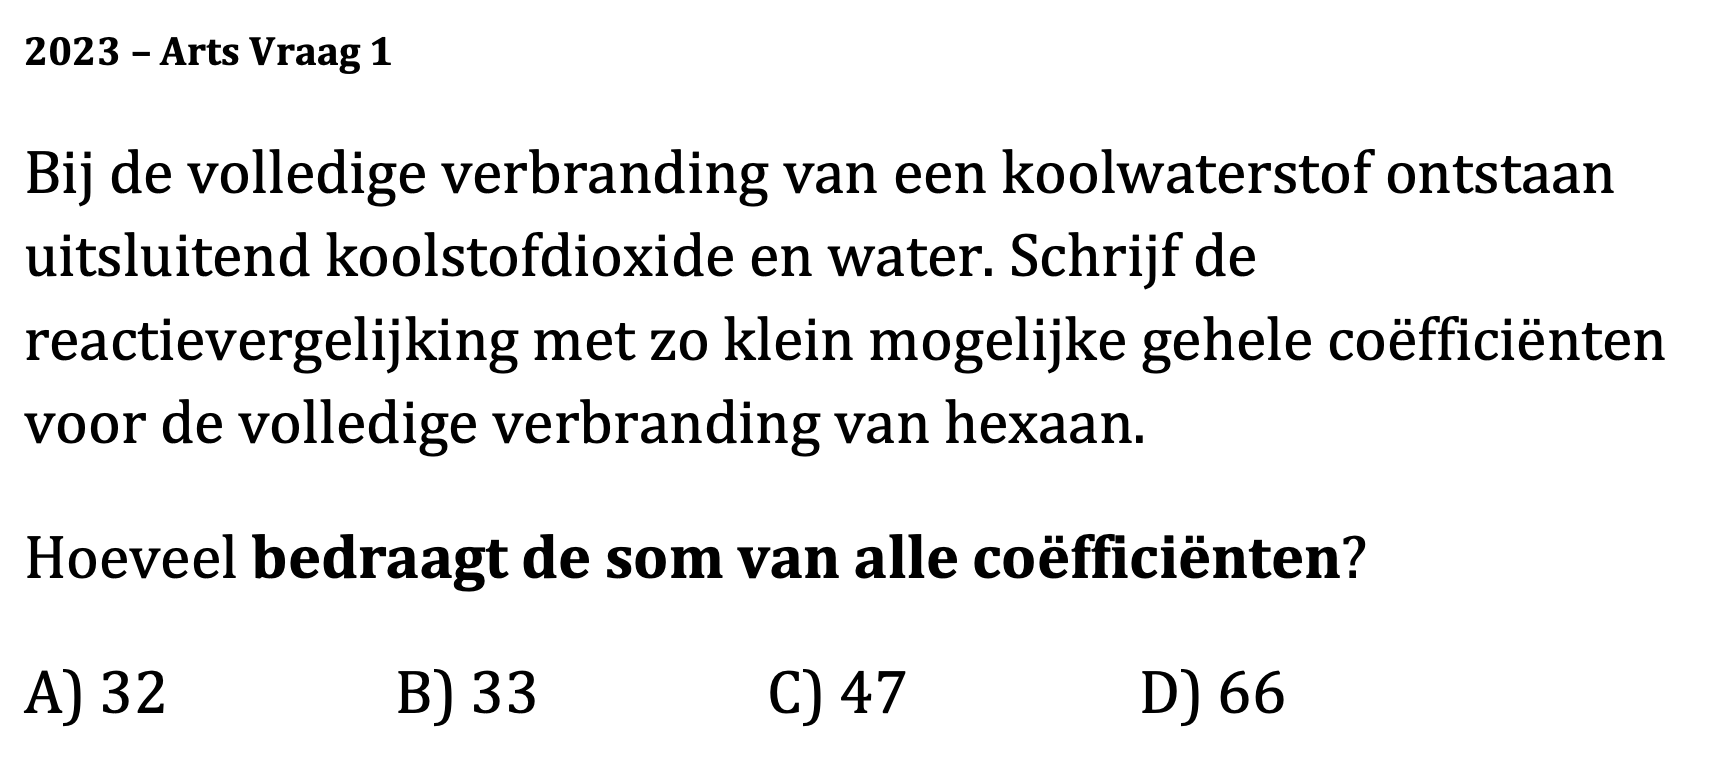 2023 – Arts Vraag 1
Bij de volledige verbranding van een koolwaterstof ontstaan
uitsluitend koolstofdioxide en water. Schrijf de
reactievergelijking met zo klein mogelijke gehele coëfficiënten
voor de volledige verbranding van hexaan.
Hoeveel bedraagt de som van alle coëfficiënten?
A) 32 B) 33 C) 47 D) 66